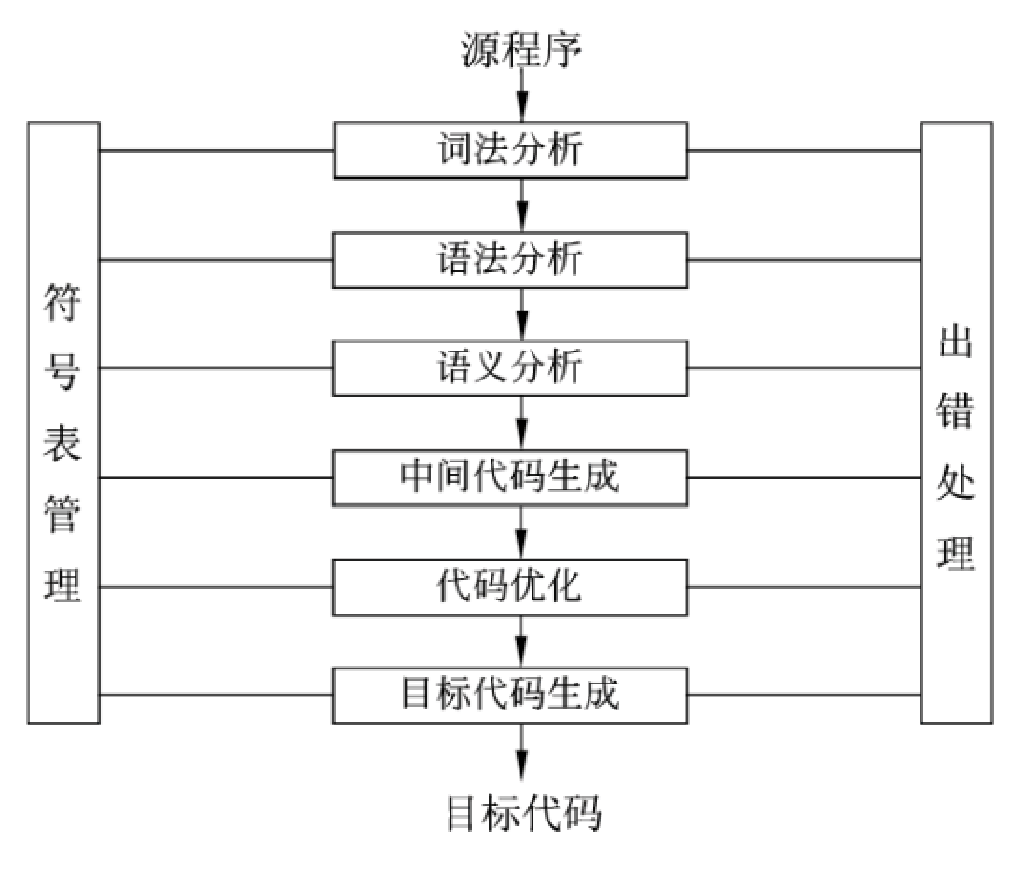 源程序
词法分析
语法分析
语义分析
中间代码生成
代码优化
目标代码生成
目标代码
符号表管理
出错处理